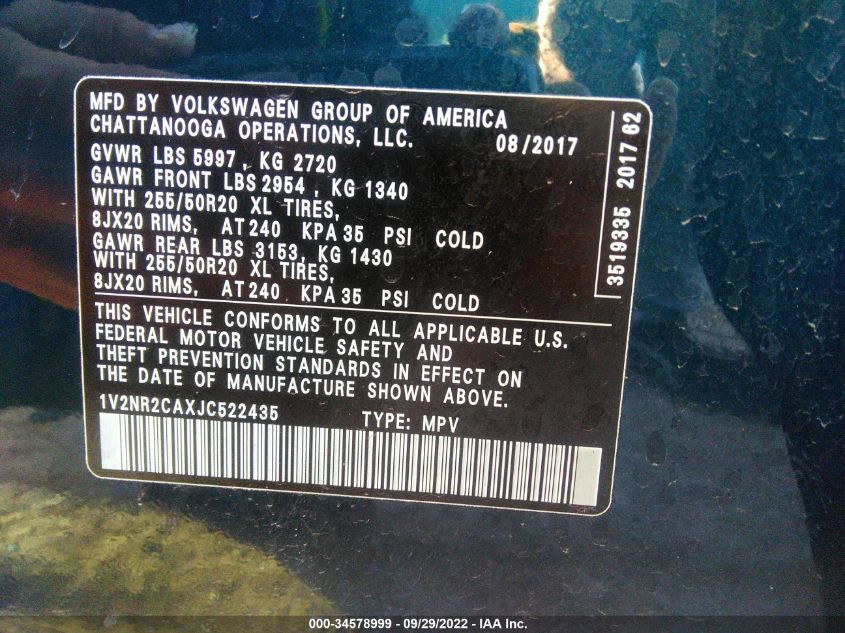 MFD BY VOLKSWAGEN GROUP OF AMERICA
CHATTANOOGA OPERATIONS, LLC. 08/2017
GVWR LBS 5997, KG 2720
GAWR FRONT LBS 2954, KG 1340
WITH 255/50R20 XL TIRES,
8JX20 RIMS, AT 240 KPA 35 PSI COLD
GAWR REAR LBS 3153, KG 1430
WITH 255/50R20 XL TIRES,
8JX20 RIMS, AT 240 KPA 35 PSI COLD
THIS VEHICLE CONFORMS TO ALL APPLICABLE U.S.
FEDERAL MOTOR VEHICLE SAFETY AND
THEFT PREVENTION STANDARDS IN EFFECT ON
THE DATE OF MANUFACTURE SHOWN ABOVE.
1V2NR2CAXJC522435 TYPE: MPV
3519335 2017 62
000-34578999 - 09/29/2022 - IAA Inc.